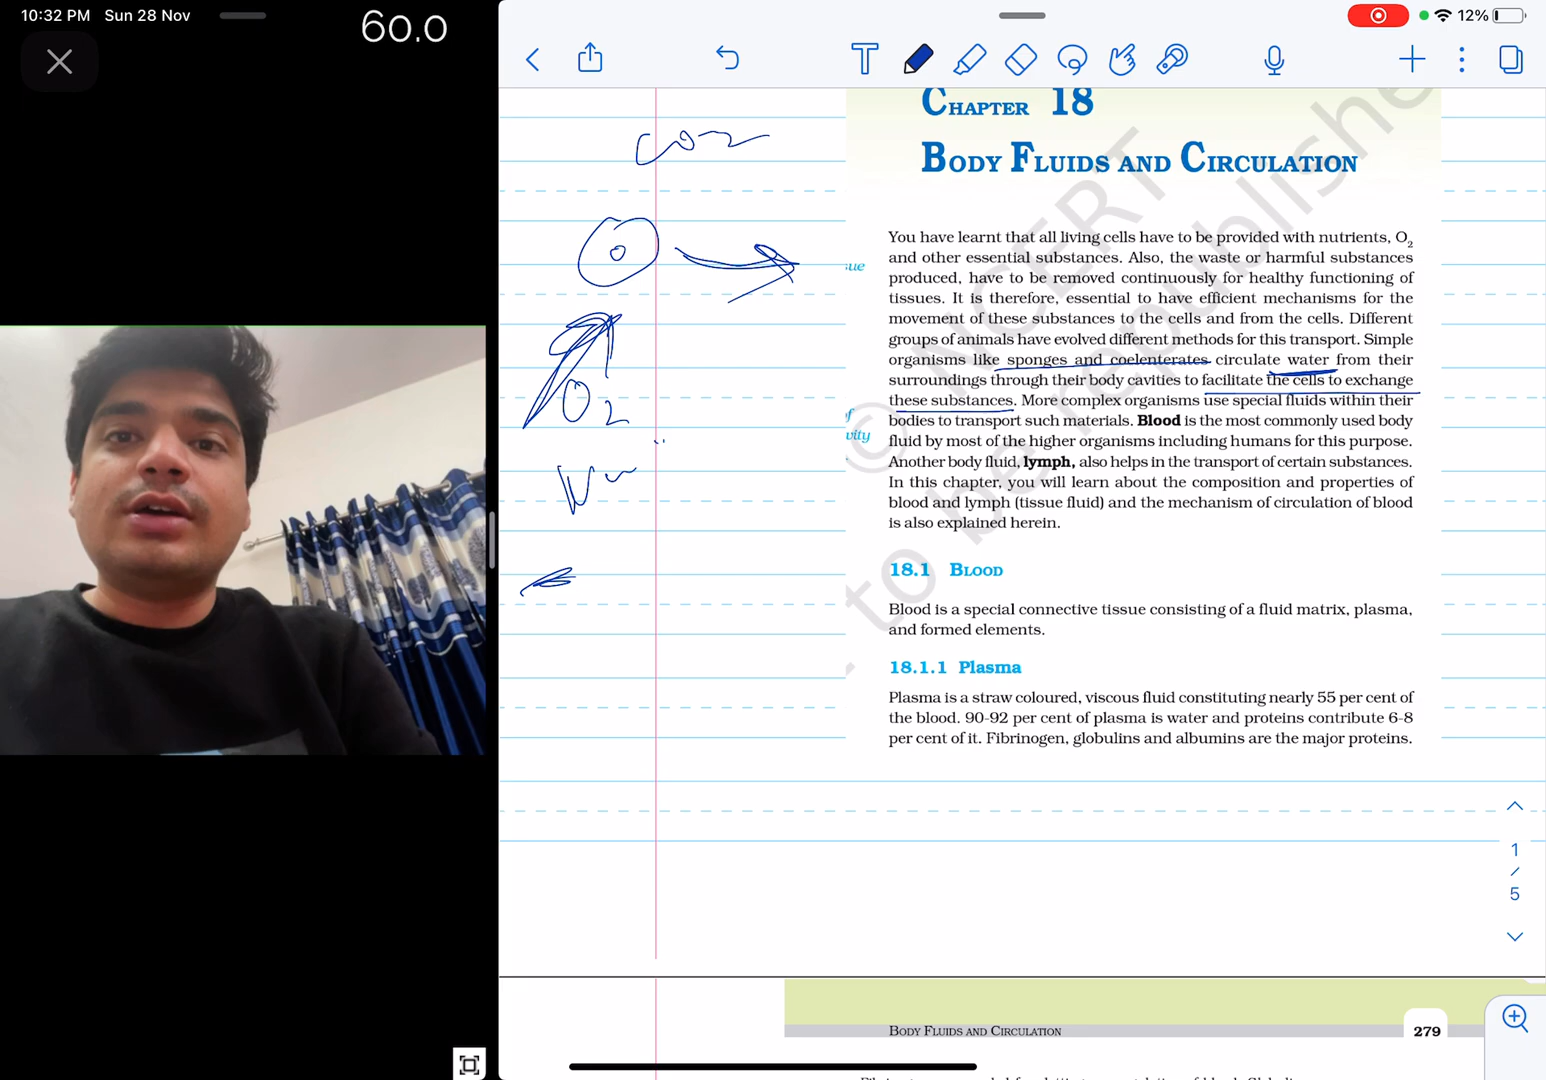 10:32 PM Sun 28 Nov
60.0
12%
CHAPTER 18
BODY FLUIDS AND CIRCULATION
CO2
O2
You have learnt that all living cells have to be provided with nutrients, O2
and other essential substances. Also, the waste or harmful substances
produced, have to be removed continuously for healthy functioning of
tissues. It is therefore, essential to have efficient mechanisms for the
movement of these substances to the cells and from the cells. Different
groups of animals have evolved different methods for this transport. Simple
organisms like sponges and coelenterates circulate water from their
surroundings through their body cavities to facilitate the cells to exchange
these substances. More complex organisms use special fluids within their
bodies to transport such materials. Blood is the most commonly used body
fluid by most of the higher organisms including humans for this purpose.
Another body fluid, lymph, also helps in the transport of certain substances.
In this chapter, you will learn about the composition and properties of
blood and lymph (tissue fluid) and the mechanism of circulation of blood
is also explained herein.
18.1 BLOOD
Blood is a special connective tissue consisting of a fluid matrix, plasma,
and formed elements.
18.1.1 Plasma
Plasma is a straw coloured, viscous fluid constituting nearly 55 per cent of
the blood. 90-92 per cent of plasma is water and proteins contribute 6-8
per cent of it. Fibrinogen, globulins and albumins are the major proteins.
© NCERT
to be republished
1
/
5
BODY FLUIDS AND CIRCULATION
279